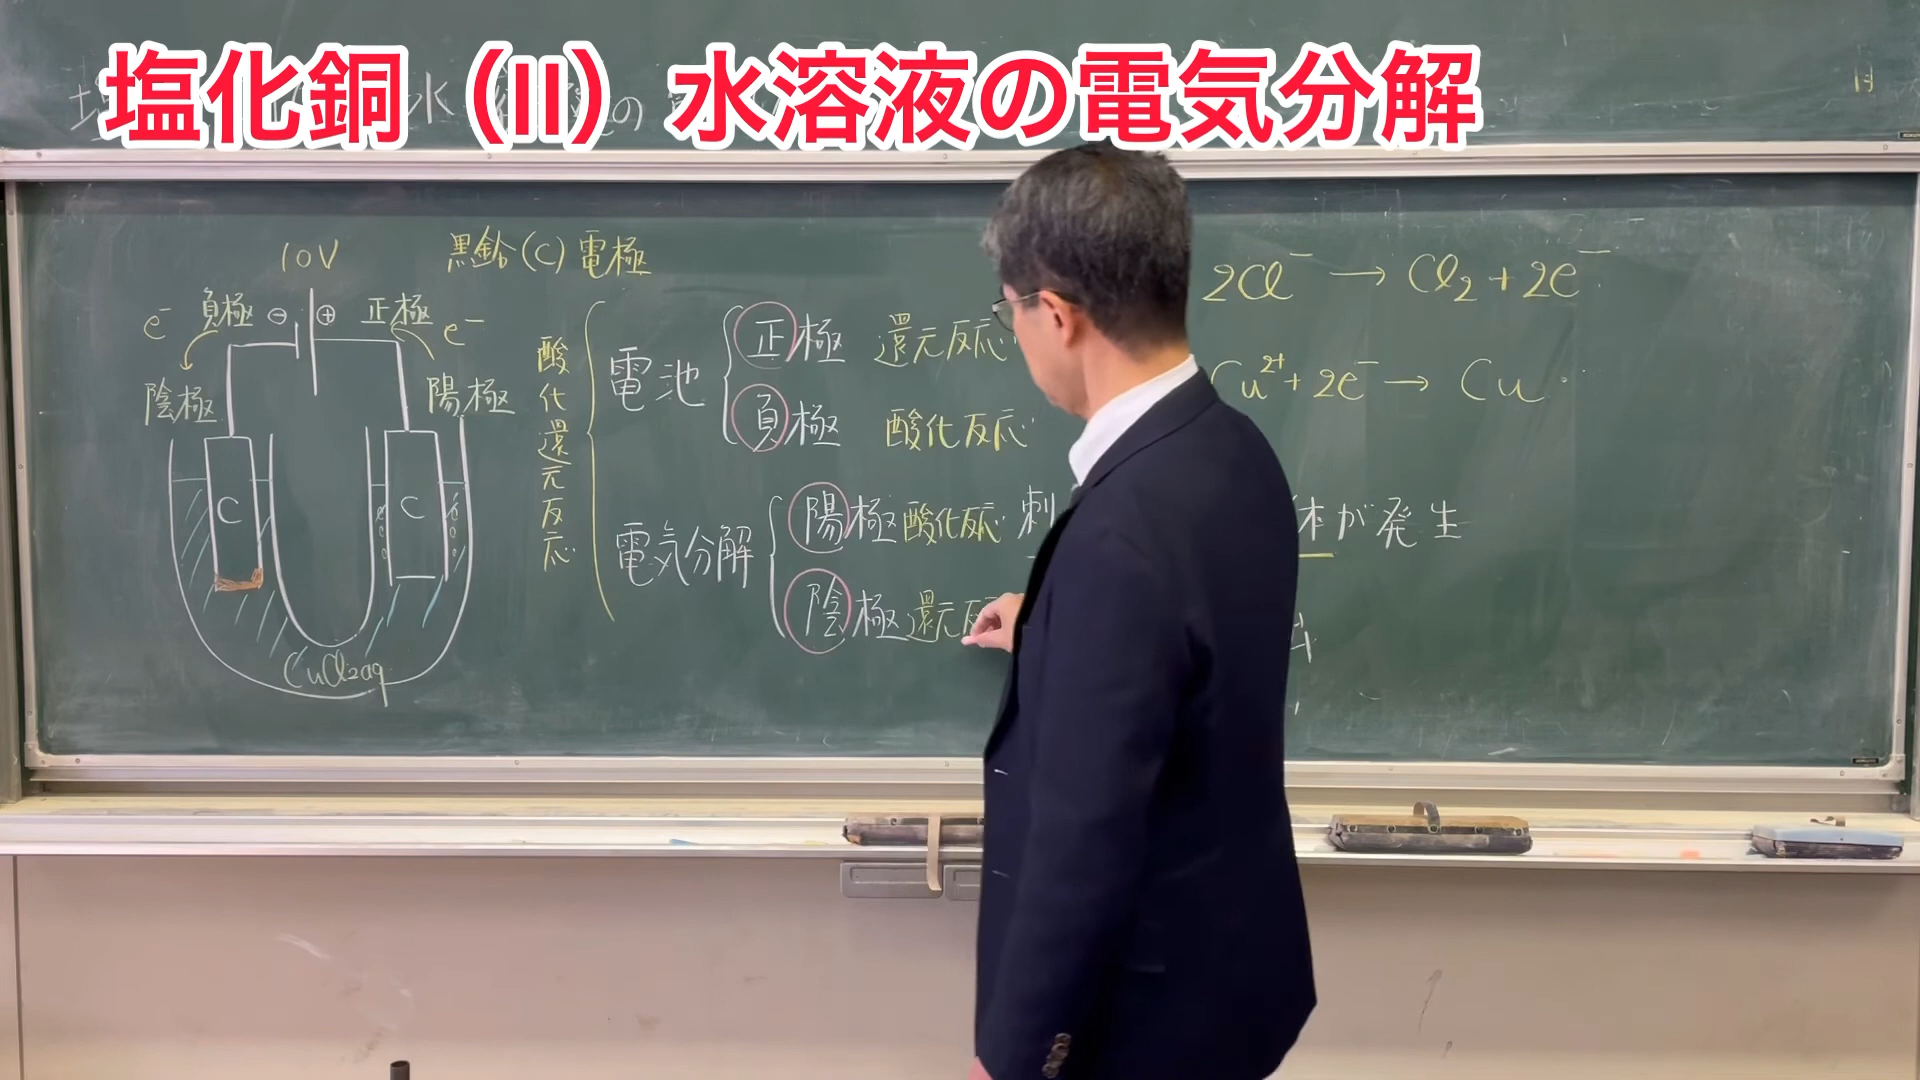 塩化銅（II）水溶液の電気分解
10V
黒鉛(C)電極
e⁻ 負極 ⊖ ⊕ 正極 e⁻
陰極 陽極
C C
CuCl₂aq
酸化還元反応
電池
正極 還元反応
負極 酸化反応
電気分解
陽極 酸化反応 刺 体が発生
陰極 還元反
2Cl⁻ → Cl₂ + 2e⁻
Cu²⁺ + 2e⁻ → Cu